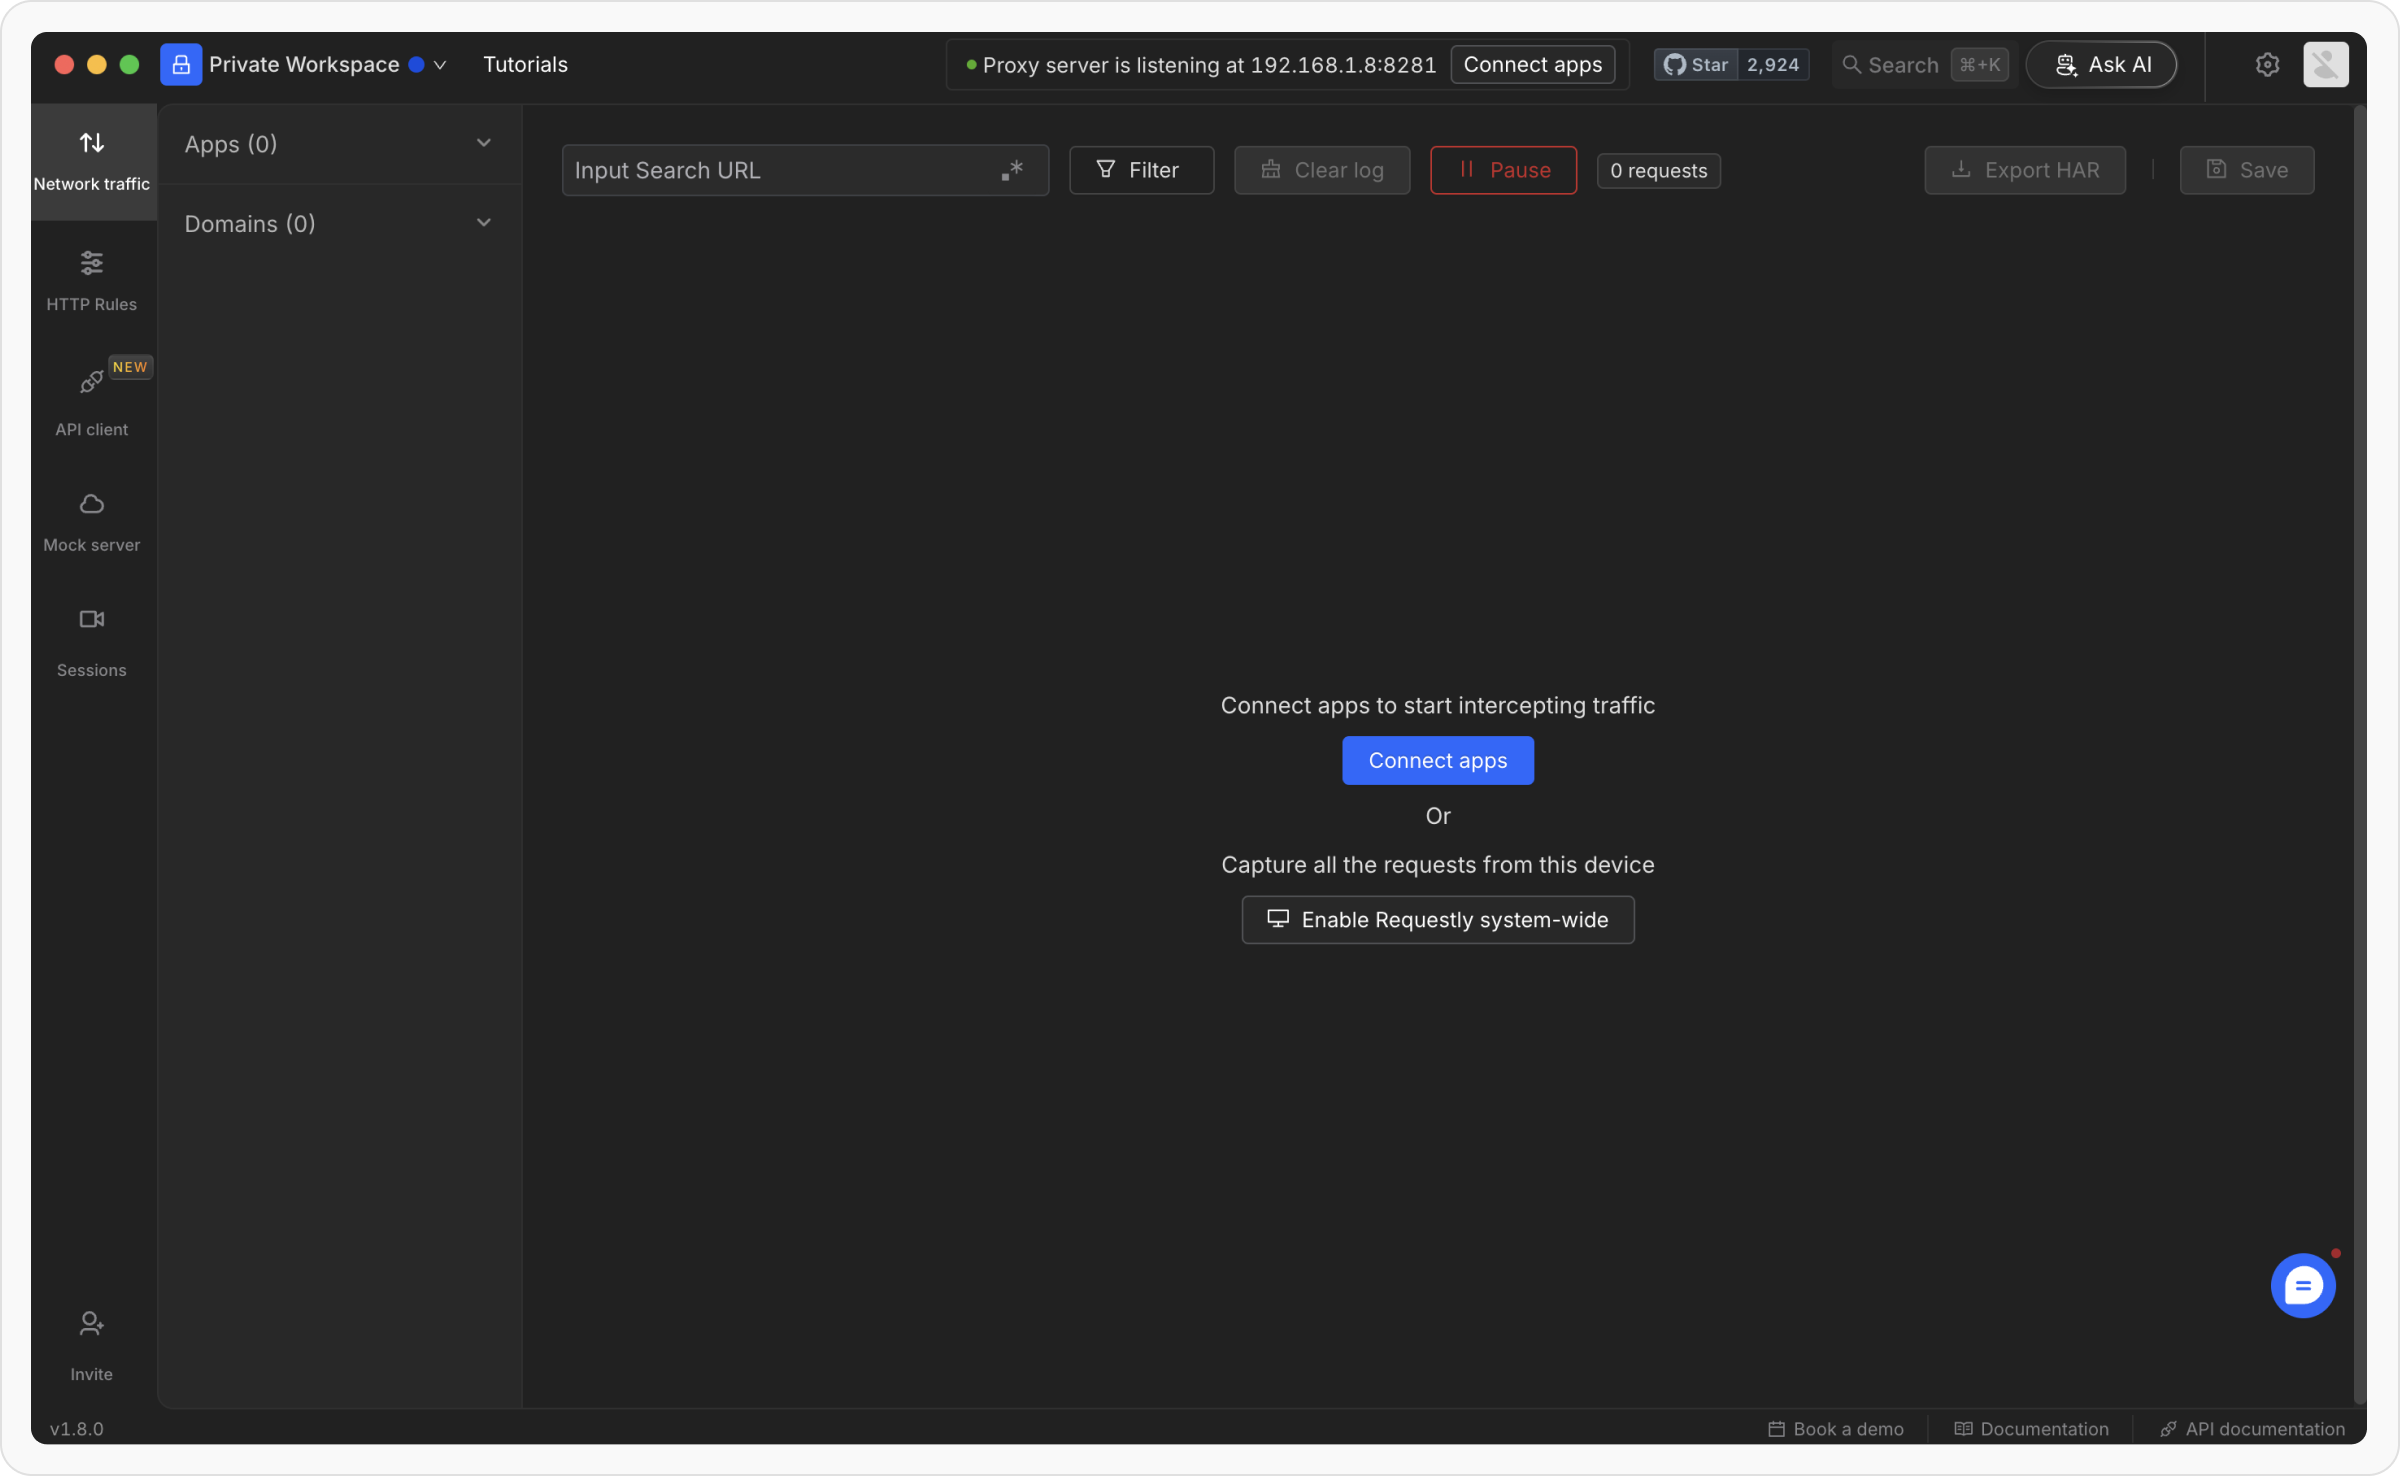 Private Workspace
Tutorials
Proxy server is listening at 192.168.1.8:8281
Connect apps
Star 2,924
Search ⌘+K
Ask AI
Network traffic
HTTP Rules
NEW
API client
Mock server
Sessions
Invite
Apps (0)
Domains (0)
Input Search URL .*
Filter
Clear log
Pause
0 requests
Export HAR
Save
Connect apps to start intercepting traffic
Connect apps
Or
Capture all the requests from this device
Enable Requestly system-wide
v1.8.0
Book a demo
Documentation
API documentation